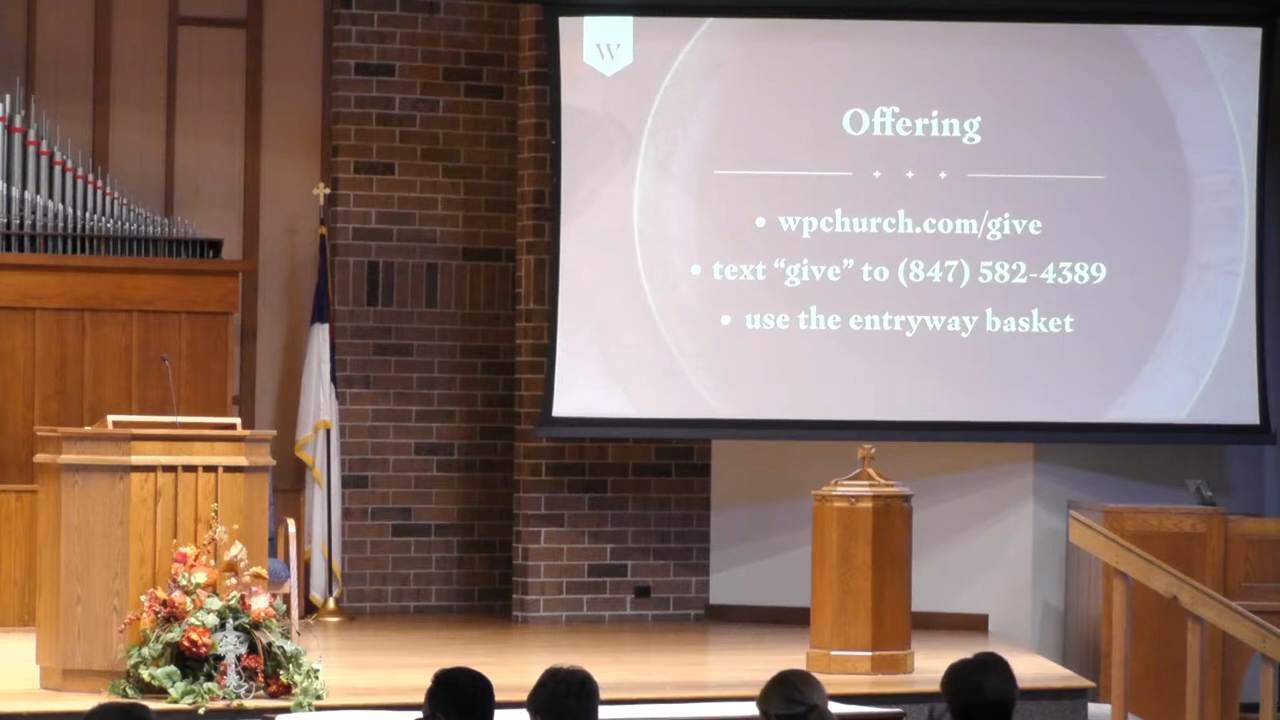 W
Offering
• wpchurch.com/give
• text “give” to (847) 582-4389
• use the entryway basket